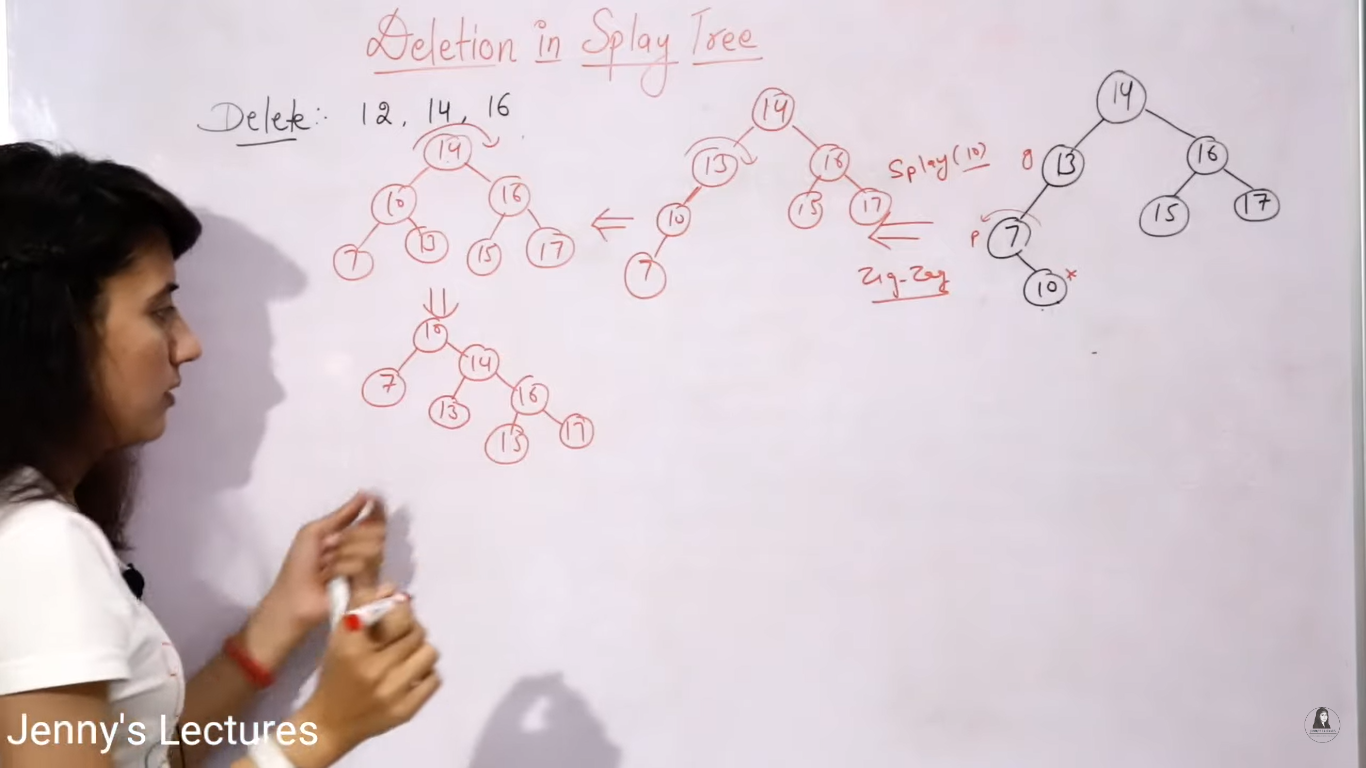 Deletion in Splay Tree
Delete:- 12, 14, 16
14
10 16
7 13 15 17
14
13 16
10 15 17
7
Splay(10)
Zig-Zag
14
g 13 16
p 7 15 17
10 x
10
7 14
13 16
15 17
Jenny's Lectures